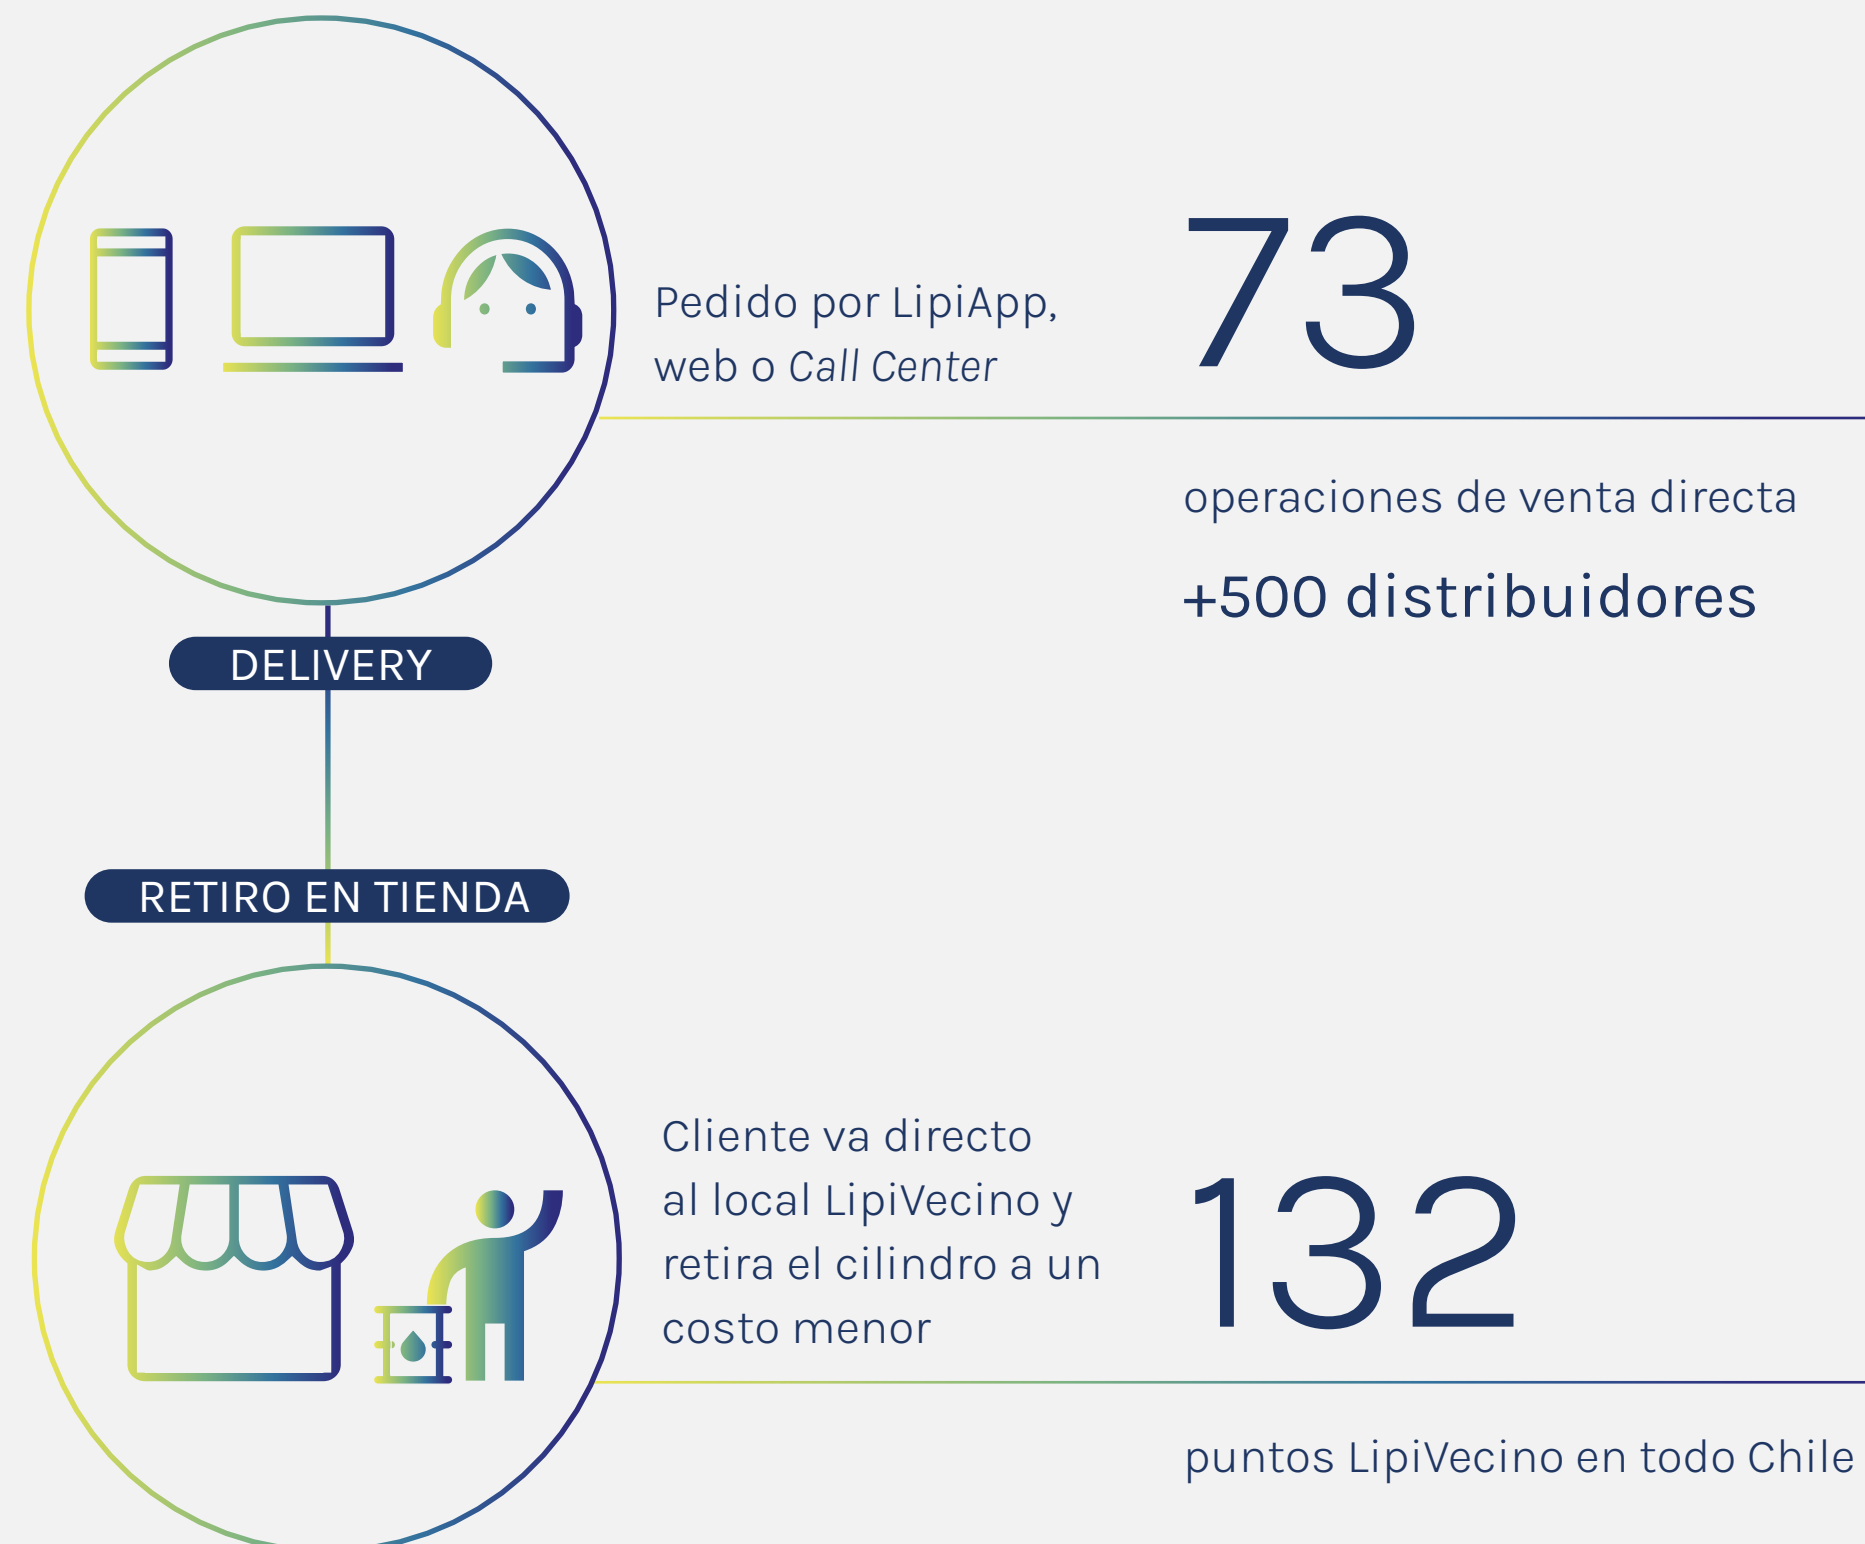 Pedido por LipiApp,
web o Call Center
73
operaciones de venta directa
+500 distribuidores
DELIVERY
RETIRO EN TIENDA
Cliente va directo
al local LipiVecino y
retira el cilindro a un
costo menor
132
puntos LipiVecino en todo Chile